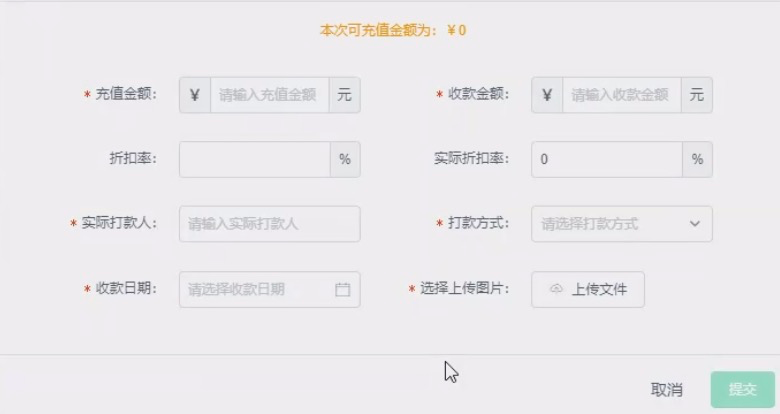 本次可充值金额为：¥0
* 充值金额： ¥ 请输入充值金额 元 * 收款金额： ¥ 请输入收款金额 元
折扣率： % 实际折扣率： 0 %
* 实际打款人： 请输入实际打款人 * 打款方式： 请选择打款方式
* 收款日期： 请选择收款日期 * 选择上传图片： 上传文件
取消 提交